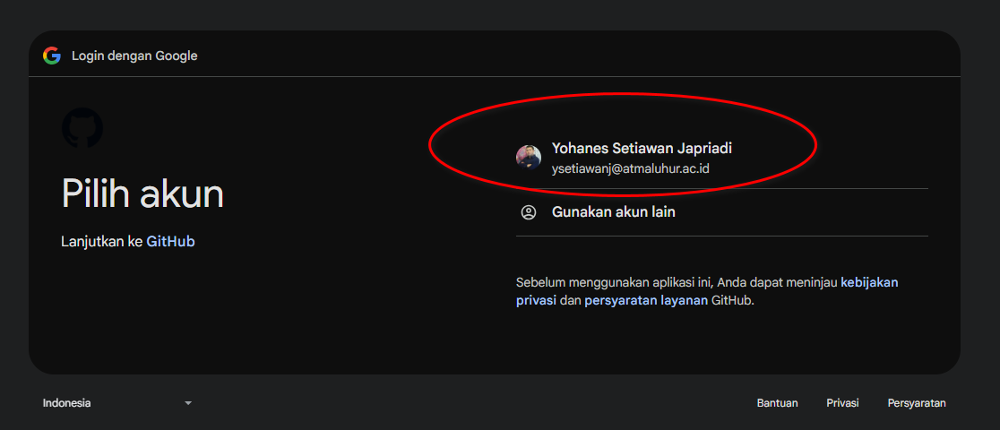 Login dengan Google
Pilih akun
Lanjutkan ke GitHub
Yohanes Setiawan Japriadi
ysetiawanj@atmaluhur.ac.id
Gunakan akun lain
Sebelum menggunakan aplikasi ini, Anda dapat meninjau kebijakan
privasi dan persyaratan layanan GitHub.
Indonesia
Bantuan
Privasi
Persyaratan